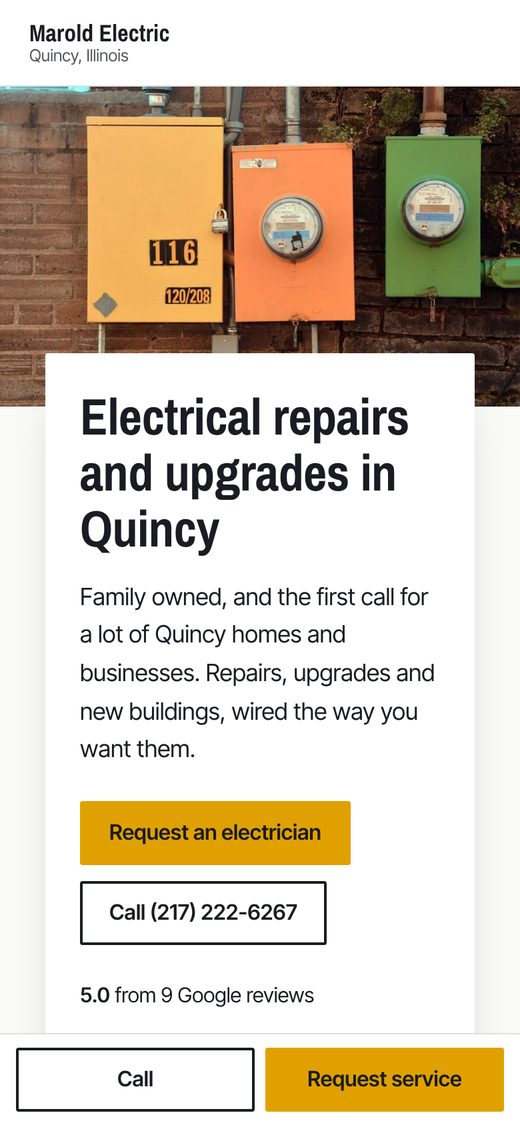 Marold Electric
Quincy, Illinois
116
120/208
Electrical repairs
and upgrades in
Quincy
Family owned, and the first call for
a lot of Quincy homes and
businesses. Repairs, upgrades and
new buildings, wired the way you
want them.
Request an electrician
Call (217) 222-6267
5.0 from 9 Google reviews
Call
Request service